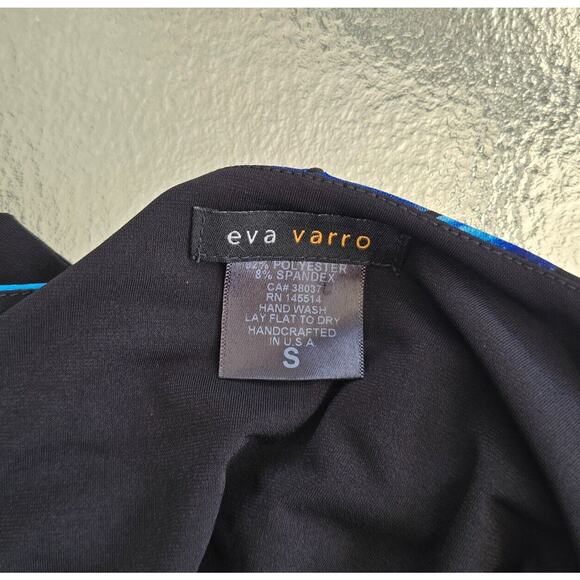 eva varro
92% POLYESTER
8% SPANDEX
CA# 38037
RN 145514
HAND WASH
LAY FLAT TO DRY
HANDCRAFTED
IN U.S.A
S